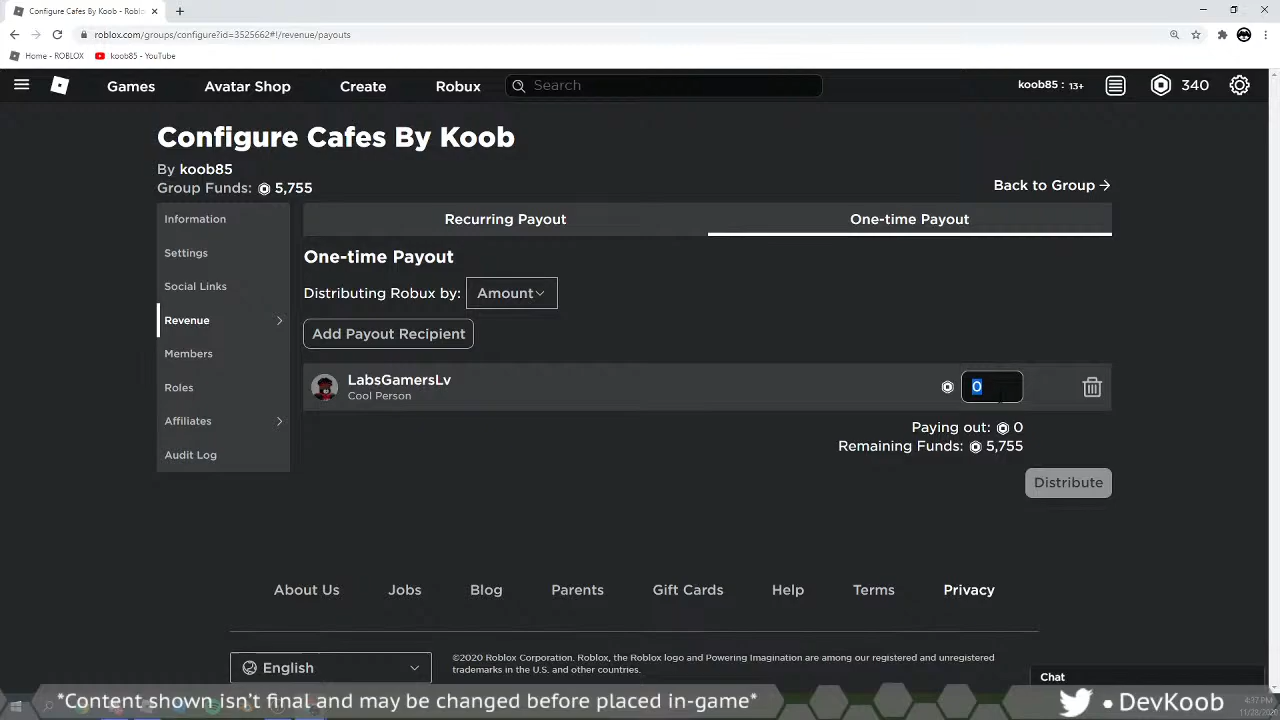 Configure Cafes By Koob - Roblo
roblox.com/groups/configure?id=3525662#!/revenue/payouts
Home - ROBLOX
koob85 - YouTube
Games
Avatar Shop
Create
Robux
Search
koob85 : 13+
340
Configure Cafes By Koob
By koob85
Group Funds: 5,755
Back to Group →
Information
Settings
Social Links
Revenue
Members
Roles
Affiliates
Audit Log
Recurring Payout
One-time Payout
One-time Payout
Distributing Robux by: Amount
Add Payout Recipient
LabsGamersLv
Cool Person
0
Paying out: 0
Remaining Funds: 5,755
Distribute
About Us
Jobs
Blog
Parents
Gift Cards
Help
Terms
Privacy
English
©2020 Roblox Corporation. Roblox, the Roblox logo and Powering Imagination are among our registered and unregistered
trademarks in the U.S. and other countries.
Chat
*Content shown isn't final and may be changed before placed in-game*
• DevKoob
4:37 PM